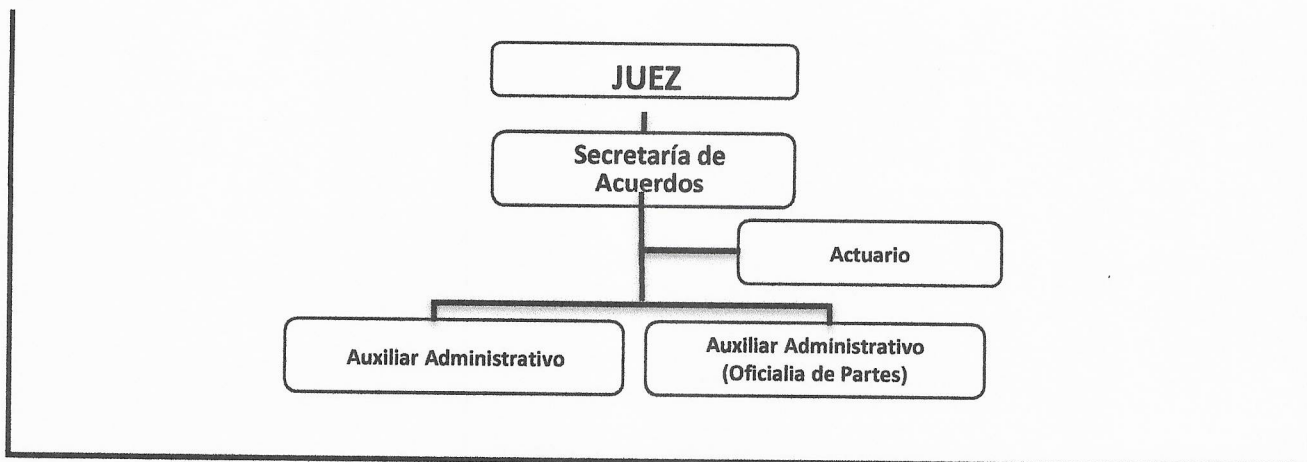 JUEZ
Secretaría de
Acuerdos
Actuario
Auxiliar Administrativo
Auxiliar Administrativo
(Oficialia de Partes)